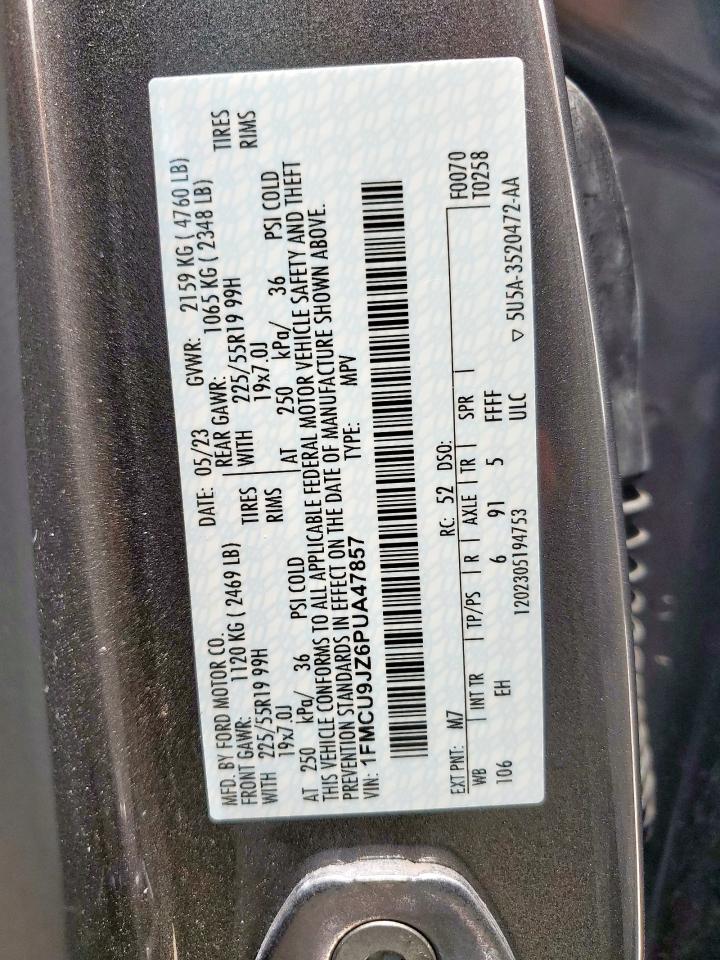 MFD. BY FORD MOTOR CO.
DATE: 05/23 GVWR: 2159 KG ( 4760 LB)
FRONT GAWR: 1120 KG ( 2469 LB) REAR GAWR: 1065 KG ( 2348 LB)
WITH 225/55R19 99H TIRES WITH 225/55R19 99H TIRES
19x7.0J RIMS 19x7.0J RIMS
AT 250 kPa/ 36 PSI COLD AT 250 kPa/ 36 PSI COLD
THIS VEHICLE CONFORMS TO ALL APPLICABLE FEDERAL MOTOR VEHICLE SAFETY AND THEFT
PREVENTION STANDARDS IN EFFECT ON THE DATE OF MANUFACTURE SHOWN ABOVE.
VIN: 1FMCU9JZ6PUA47857 TYPE: MPV
EXT PNT: M7 RC: 52 DSO: F0070
WB INT TR TP/PS R AXLE TR SPR T0258
106 EH 6 91 5 FFFF
1202305194753 ULC
▽ 5U5A-3520472-AA